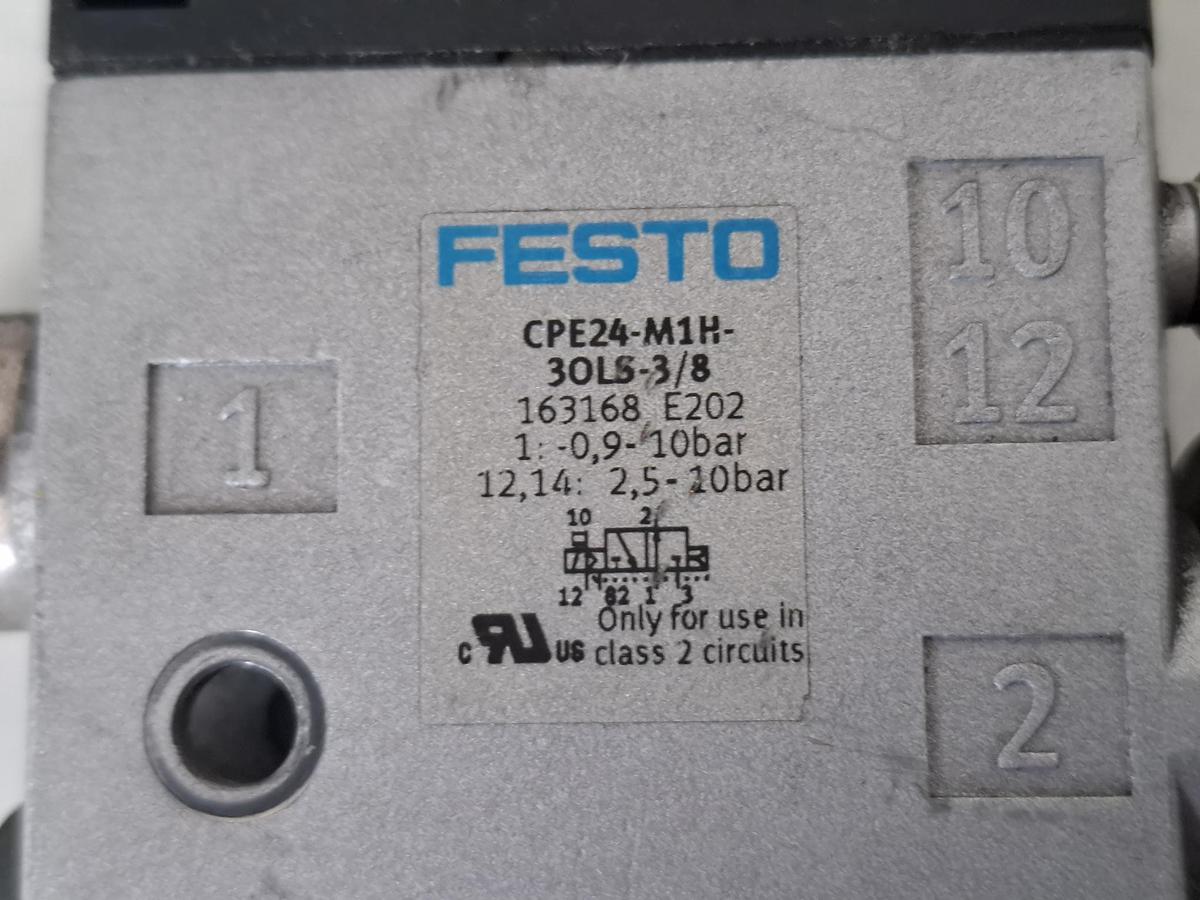 FESTO
CPE24-M1H-
3OLS-3/8
163168 E202
1: -0,9- 10bar
12,14: 2,5- 10bar
10 2
12 82 1 3
Only for use in
C RU US class 2 circuits
1
10
12
2